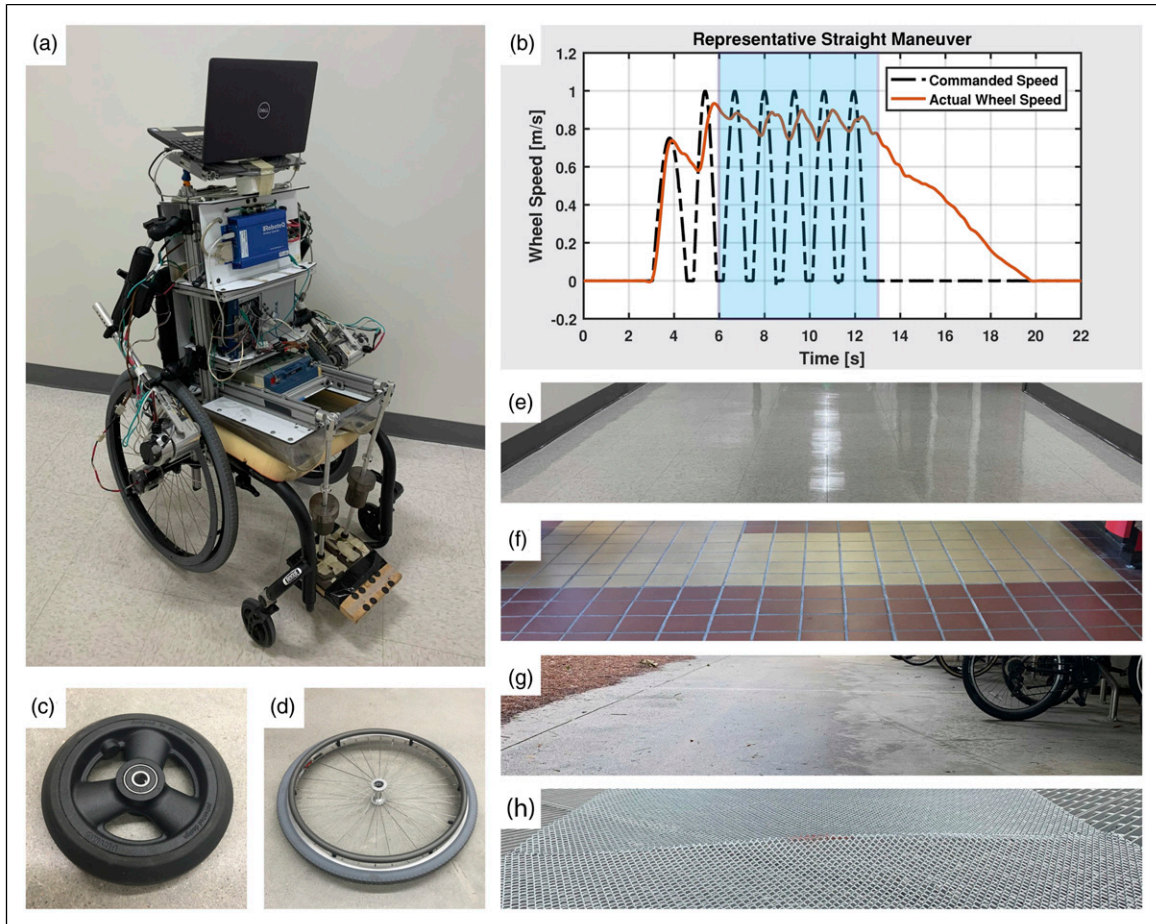 (a)
DELL
RoboteQ
(b)
Representative Straight Maneuver
Commanded Speed
Actual Wheel Speed
Wheel Speed [m/s]
1.2
1
0.8
0.6
0.4
0.2
0
-0.2
0 2 4 6 8 10 12 14 16 18 20 22
Time [s]
(c)
(d)
(e)
(f)
(g)
(h)